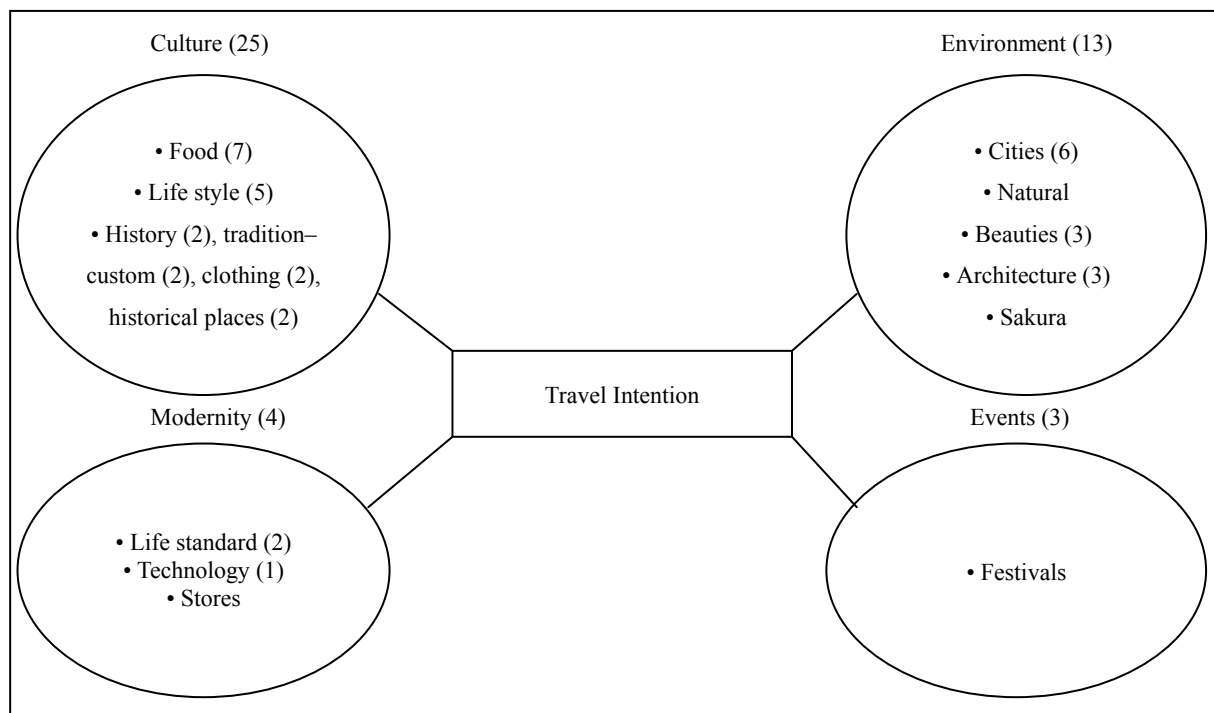 Culture (25)
• Food (7)
• Life style (5)
• History (2), tradition–
custom (2), clothing (2),
historical places (2)
Environment (13)
• Cities (6)
• Natural
• Beauties (3)
• Architecture (3)
• Sakura
Travel Intention
Modernity (4)
• Life standard (2)
• Technology (1)
• Stores
Events (3)
• Festivals